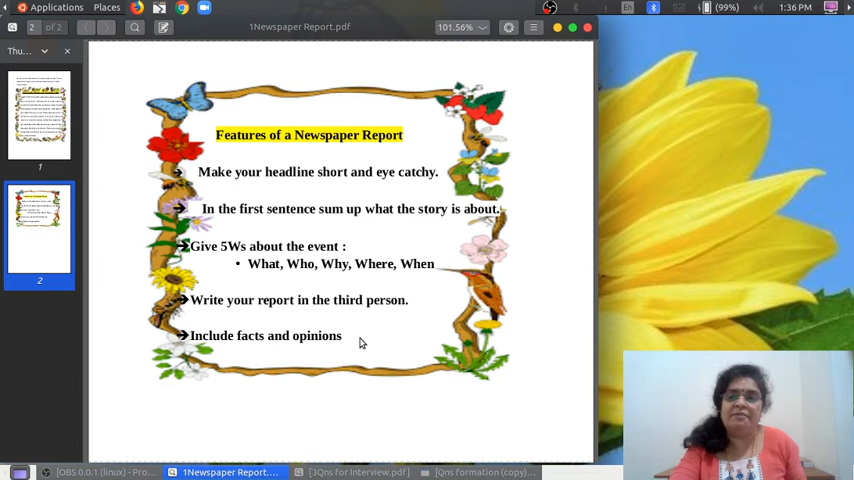 Applications Places En (99%) 1:36 PM
2 of 2 1Newspaper Report.pdf 101.56%
Thu...
1
2
Features of a Newspaper Report
Make your headline short and eye catchy.
In the first sentence sum up what the story is about.
Give 5Ws about the event :
• What, Who, Why, Where, When
Write your report in the third person.
Include facts and opinions
[OBS 0.0.1 (linux) - Pro... 1Newspaper Report.... [3Qns for Interview.pdf] [Qns formation (copy)...